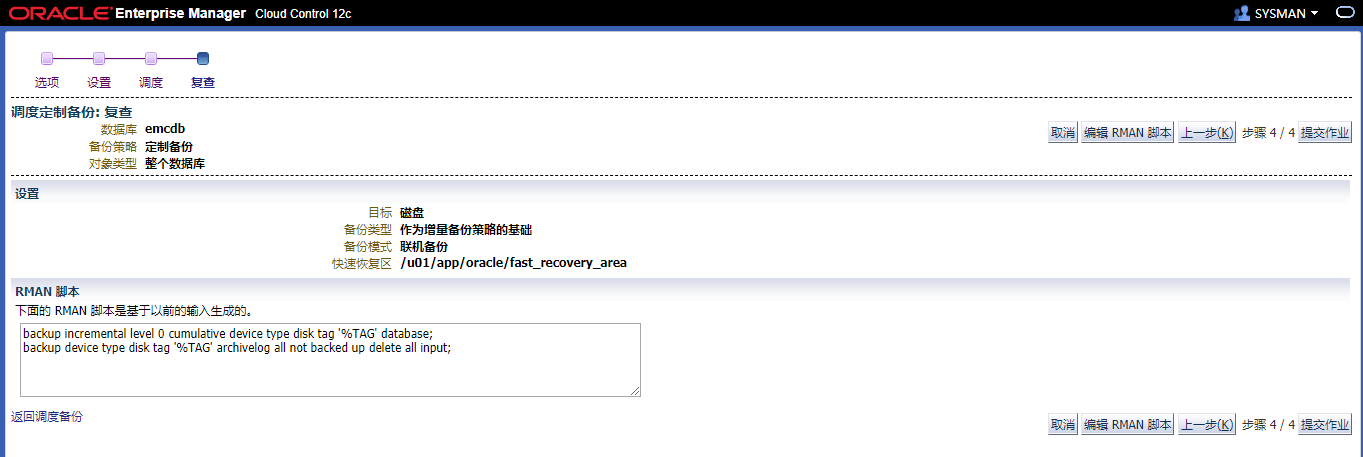 ORACLE Enterprise Manager Cloud Control 12c SYSMAN
选项 设置 调度 复查
调度定制备份: 复查
数据库 emcdb
取消 编辑 RMAN 脚本 上一步(K) 步骤 4 / 4 提交作业
备份策略 定制备份
对象类型 整个数据库
设置
目标 磁盘
备份类型 作为增量备份策略的基础
备份模式 联机备份
快速恢复区 /u01/app/oracle/fast_recovery_area
RMAN 脚本
下面的 RMAN 脚本是基于以前的输入生成的。
backup incremental level 0 cumulative device type disk tag '%TAG' database;
backup device type disk tag '%TAG' archivelog all not backed up delete all input;
返回调度备份
取消 编辑 RMAN 脚本 上一步(K) 步骤 4 / 4 提交作业